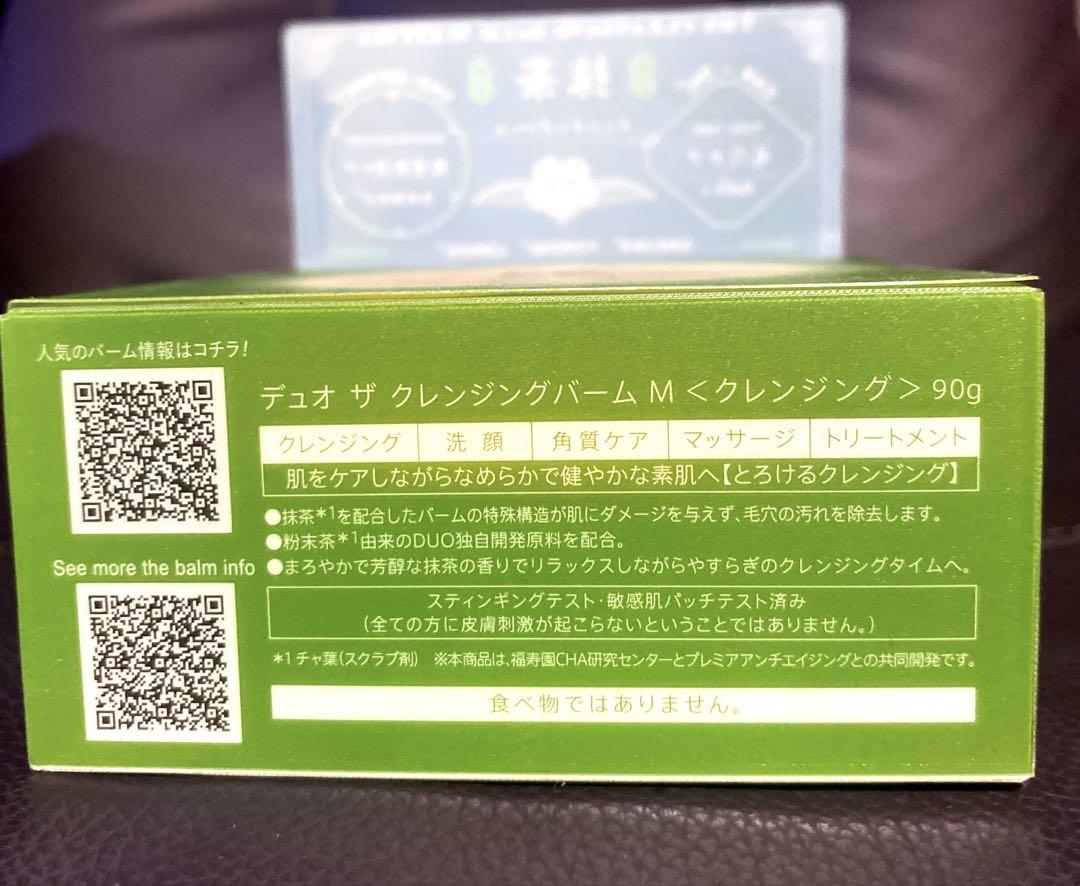 抹茶
人気のバーム情報はコチラ!
デュオ ザ クレンジングバーム M <クレンジング> 90g
クレンジング 洗顔 角質ケア マッサージ トリートメント
肌をケアしながらなめらかで健やかな素肌へ【とろけるクレンジング】
●抹茶*1を配合したバームの特殊構造が肌にダメージを与えず、毛穴の汚れを除去します。
●粉末茶*1由来のDUO独自開発原料を配合。
See more the balm info
●まろやかで芳醇な抹茶の香りでリラックスしながらやすらぎのクレンジングタイムへ。
スティンギングテスト・敏感肌パッチテスト済み
(全ての方に皮膚刺激が起こらないということではありません。)
*1 チャ葉(スクラブ剤) ※本商品は、福寿園CHA研究センターとプレミアアンチエイジングとの共同開発です。
食べ物ではありません。